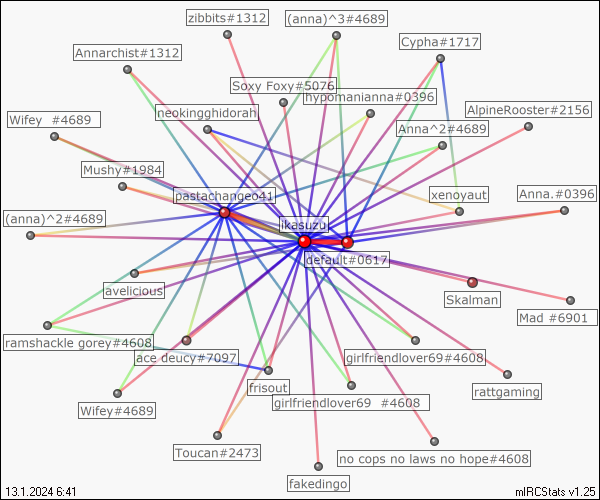 zibbits#1312
(anna)^3#4689
Annarchist#1312
Cypha#1717
Soxy Foxy#5076
hypomanianna#0396
neokingghidorah
AlpineRooster#2156
Wifey  #4689
Anna^2#4689
Mushy#1984
pastachangeo41
xenoyaut
Anna.#0396
(anna)^2#4689
ikasuzu
default#0617
avelicious
Skalman
Mad #6901
ramshackle gorey#4608
ace deucy#7097
girlfriendlover69#4608
frisout
rattgaming
Wifey#4689
girlfriendlover69  #4608
Toucan#2473
no cops no laws no hope#4608
fakedingo
13.1.2024 6:41
mIRCStats v1.25